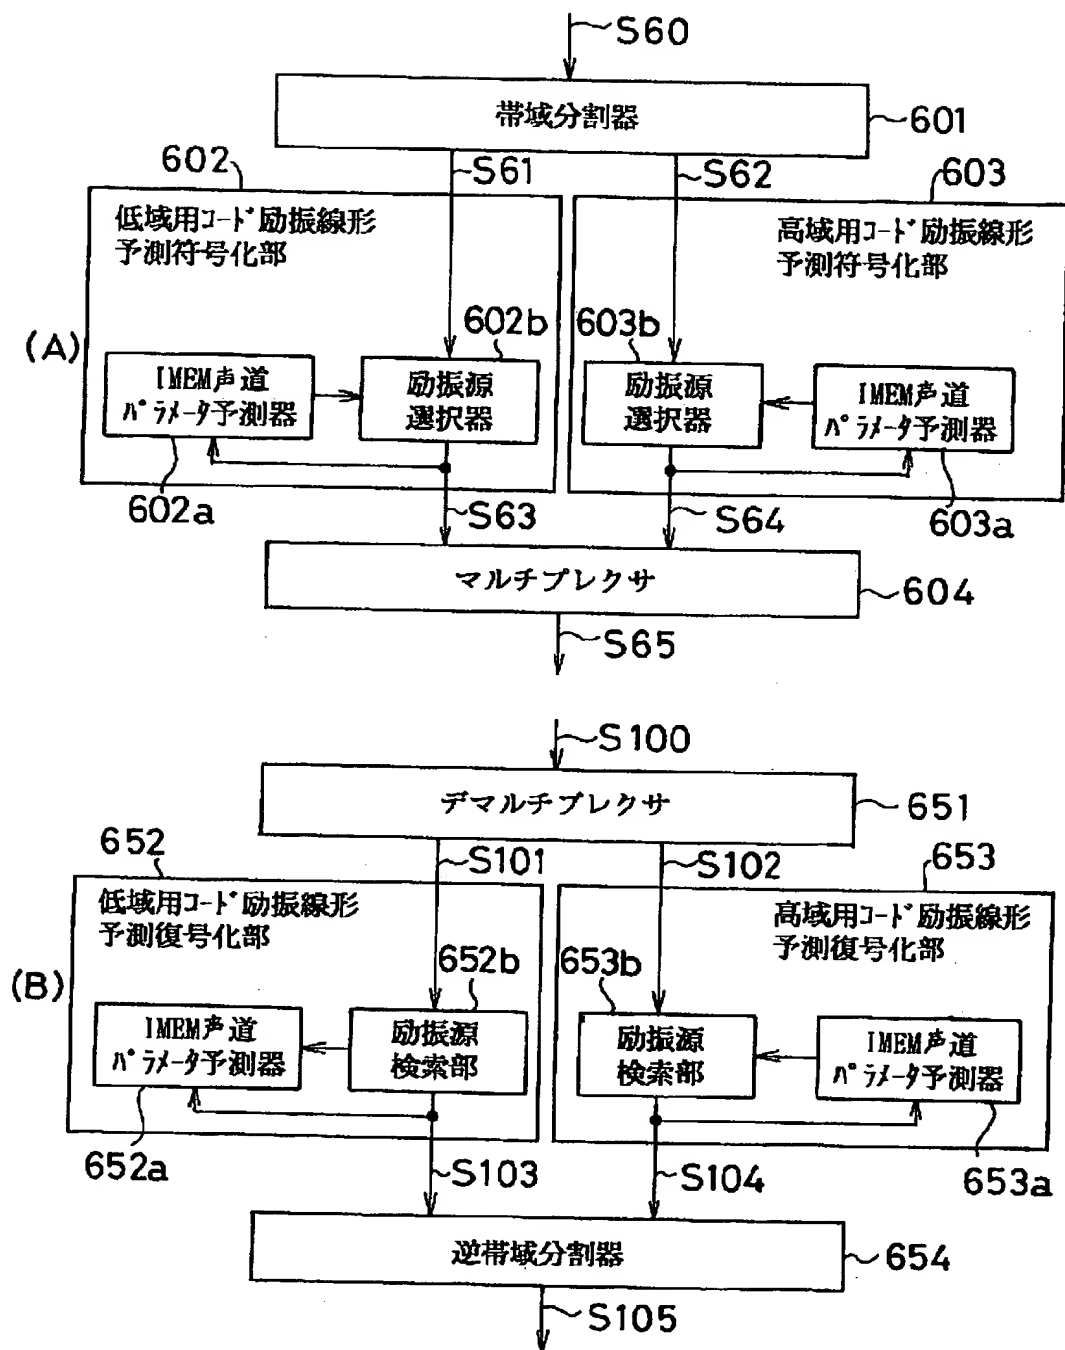 S60
帯域分割器
601
602
S61
S62
603
低域用コード励振線形
予測符号化部
高域用コード励振線形
予測符号化部
(A)
602b
603b
IMEM声道
パラメータ予測器
励振源
選択器
励振源
選択器
IMEM声道
パラメータ予測器
602a
S63
S64
603a
マルチプレクサ
604
S65
S100
デマルチプレクサ
651
652
S101
S102
653
低域用コード励振線形
予測復号化部
高域用コード励振線形
予測復号化部
(B)
652b
653b
IMEM声道
パラメータ予測器
励振源
検索部
励振源
検索部
IMEM声道
パラメータ予測器
652a
S103
S104
653a
逆帯域分割器
654
S105